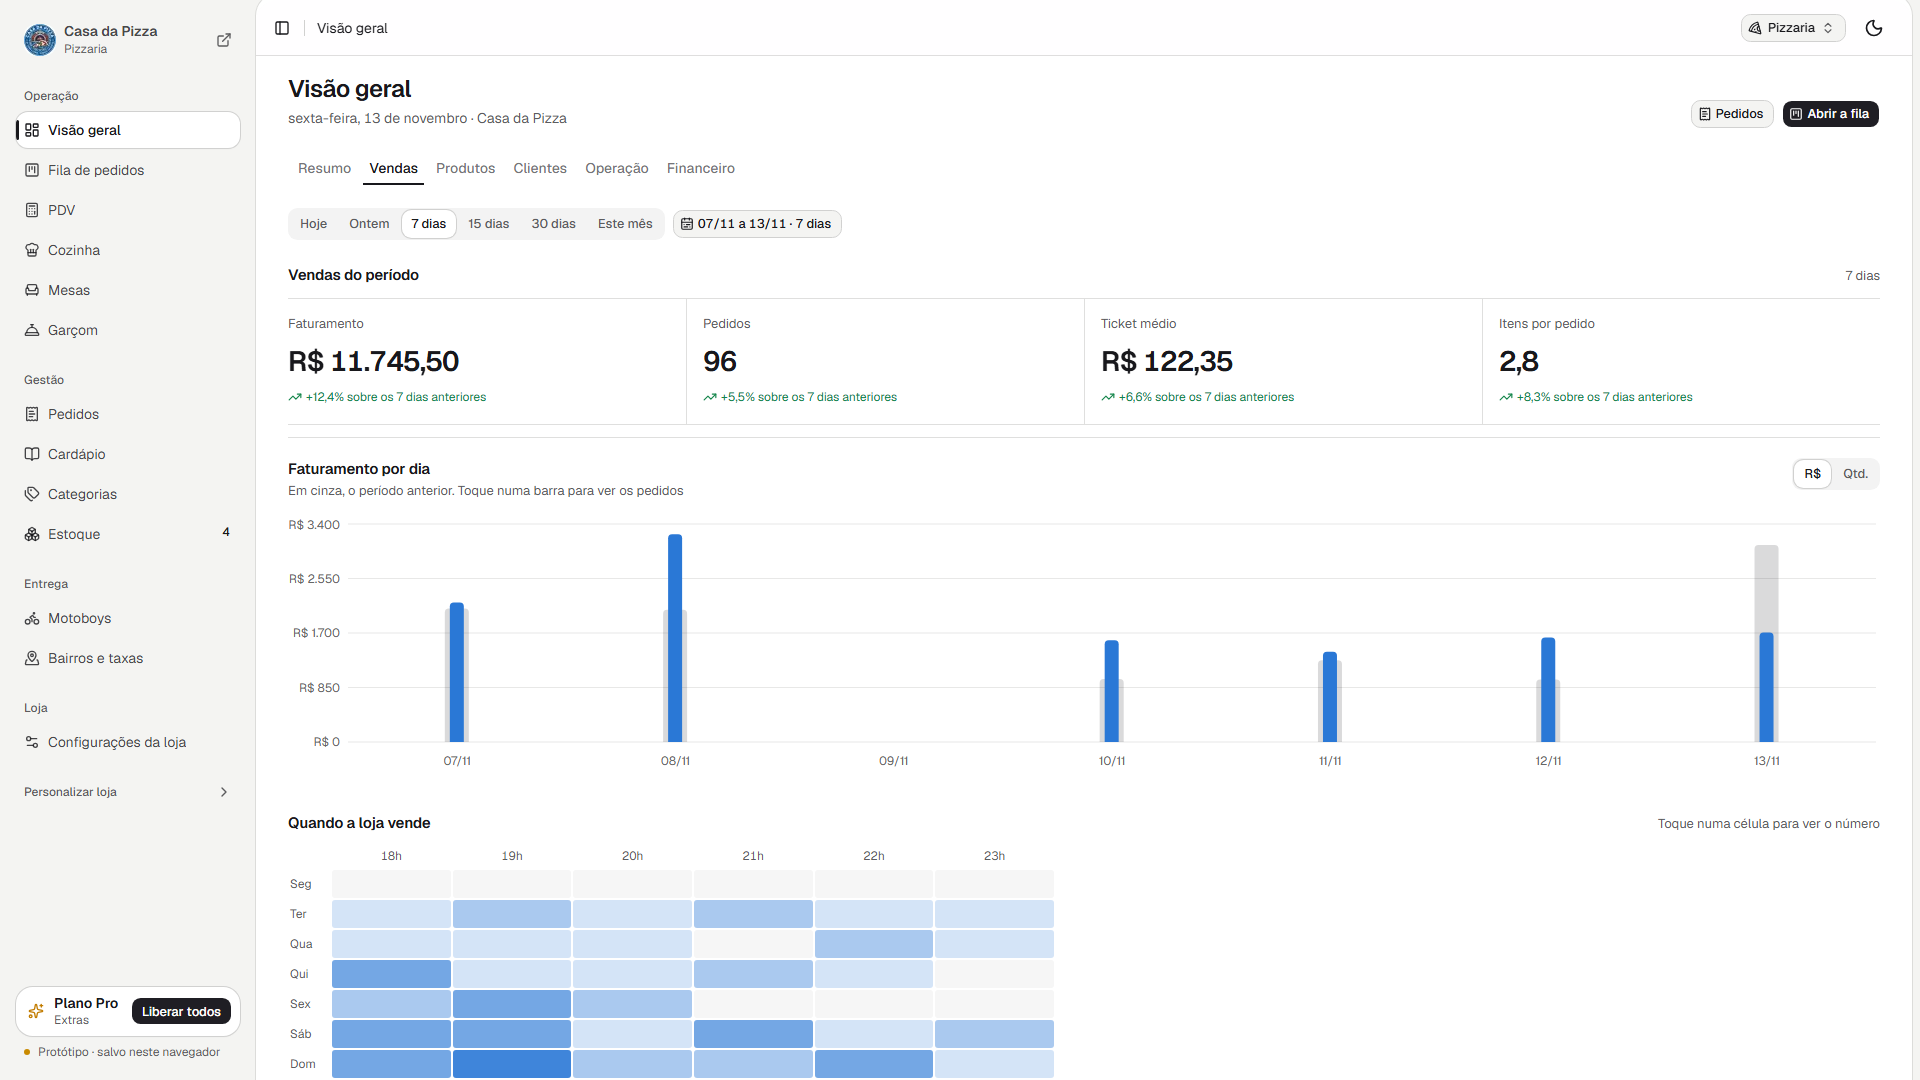 Casa da Pizza
Pizzaria
Operação
Visão geral
Fila de pedidos
PDV
Cozinha
Mesas
Garçom
Gestão
Pedidos
Cardápio
Categorias
Estoque 4
Entrega
Motoboys
Bairros e taxas
Loja
Configurações da loja
Personalizar loja
Plano Pro
Extras
Liberar todos
Protótipo · salvo neste navegador
Visão geral
Pizzaria
Visão geral
sexta-feira, 13 de novembro · Casa da Pizza
Pedidos
Abrir a fila
Resumo Vendas Produtos Clientes Operação Financeiro
Hoje Ontem 7 dias 15 dias 30 dias Este mês 07/11 a 13/11 · 7 dias
Vendas do período 7 dias
Faturamento
R$ 11.745,50
+12,4% sobre os 7 dias anteriores
Pedidos
96
+5,5% sobre os 7 dias anteriores
Ticket médio
R$ 122,35
+6,6% sobre os 7 dias anteriores
Itens por pedido
2,8
+8,3% sobre os 7 dias anteriores
Faturamento por dia
Em cinza, o período anterior. Toque numa barra para ver os pedidos
R$ Qtd.
R$ 3.400
R$ 2.550
R$ 1.700
R$ 850
R$ 0
07/11 08/11 09/11 10/11 11/11 12/11 13/11
Quando a loja vende
Toque numa célula para ver o número
18h 19h 20h 21h 22h 23h
Seg
Ter
Qua
Qui
Sex
Sáb
Dom